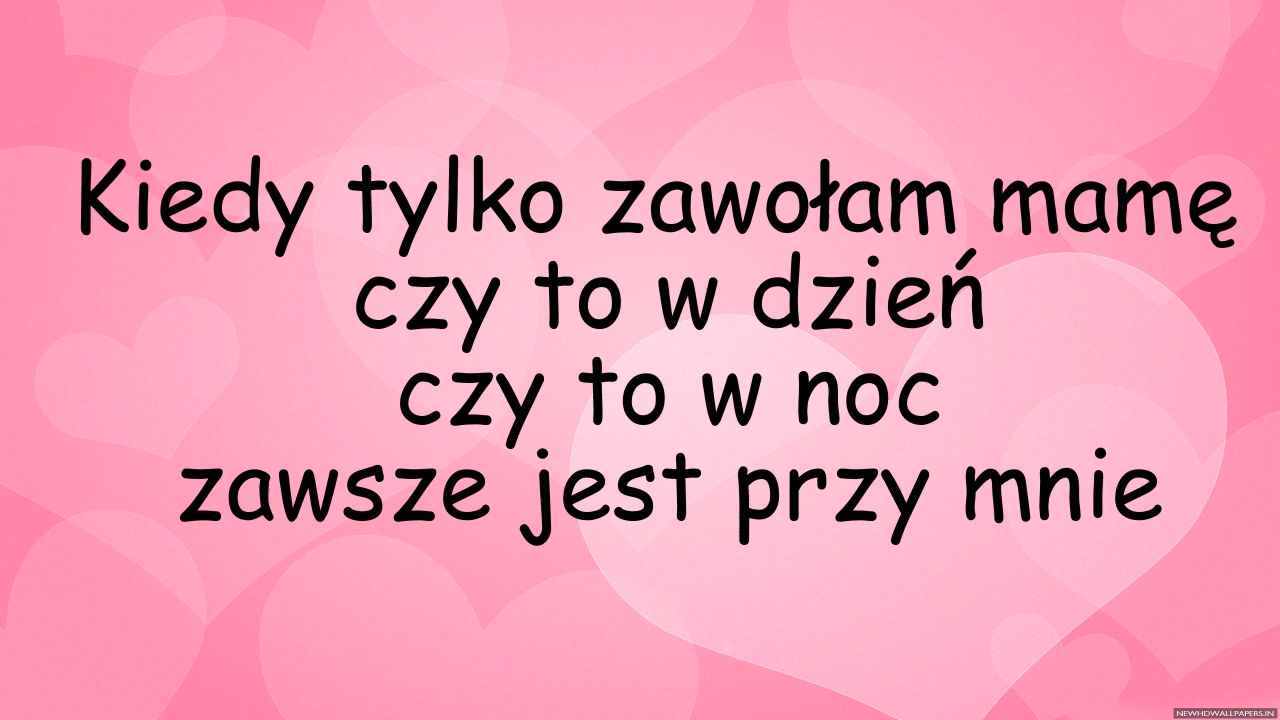 Kiedy tylko zawołam mamę
czy to w dzień
czy to w noc
zawsze jest przy mnie
NEWHDWALLPAPERS.IN